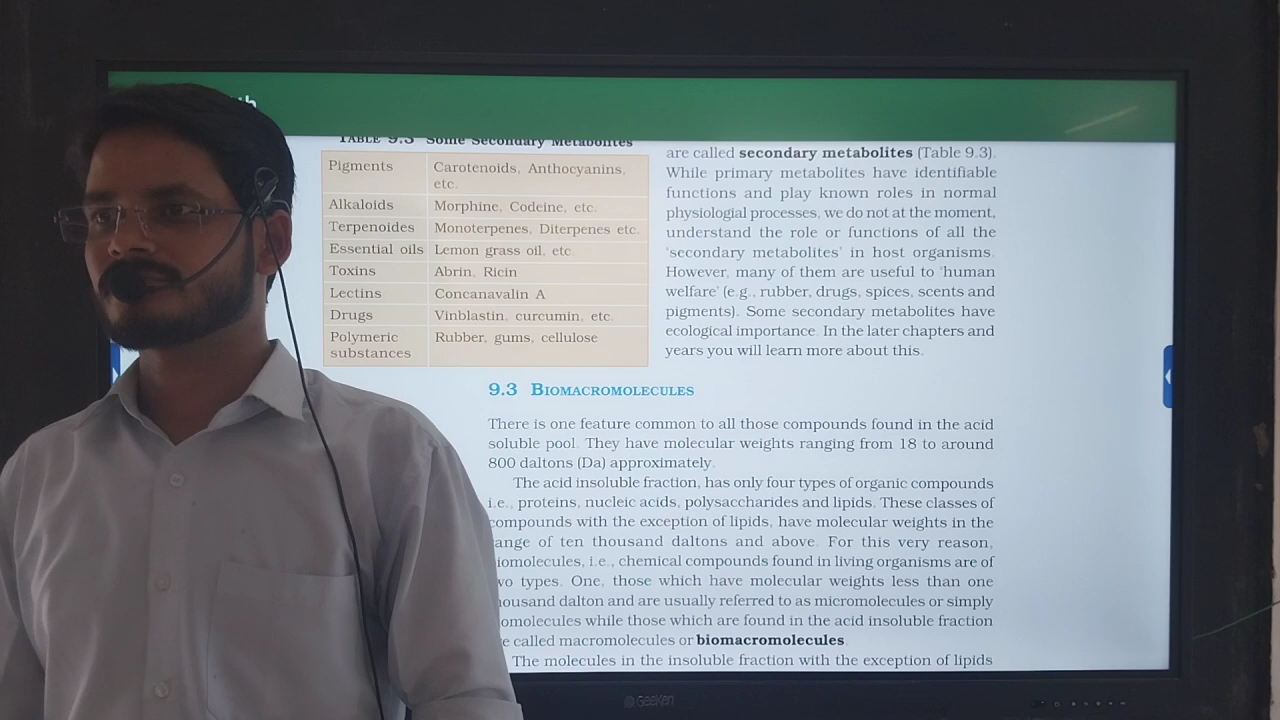 TABLE 9.3 Some Secondary Metabolites
Pigments Carotenoids, Anthocyanins,
etc.
Alkaloids Morphine, Codeine, etc.
Terpenoides Monoterpenes, Diterpenes etc.
Essential oils Lemon grass oil, etc.
Toxins Abrin, Ricin
Lectins Concanavalin A
Drugs Vinblastin, curcumin, etc.
Polymeric Rubber, gums, cellulose
substances
are called secondary metabolites (Table 9.3).
While primary metabolites have identifiable
functions and play known roles in normal
physiologial processes, we do not at the moment,
understand the role or functions of all the
‘secondary metabolites’ in host organisms.
However, many of them are useful to ‘human
welfare’ (e.g., rubber, drugs, spices, scents and
pigments). Some secondary metabolites have
ecological importance. In the later chapters and
years you will learn more about this.
9.3 BIOMACROMOLECULES
There is one feature common to all those compounds found in the acid
soluble pool. They have molecular weights ranging from 18 to around
800 daltons (Da) approximately.
The acid insoluble fraction, has only four types of organic compounds
i.e., proteins, nucleic acids, polysaccharides and lipids. These classes of
compounds with the exception of lipids, have molecular weights in the
ange of ten thousand daltons and above. For this very reason,
iomolecules, i.e., chemical compounds found in living organisms are of
wo types. One, those which have molecular weights less than one
ousand dalton and are usually referred to as micromolecules or simply
omolecules while those which are found in the acid insoluble fraction
e called macromolecules or biomacromolecules.
The molecules in the insoluble fraction with the exception of lipids
GeeKen